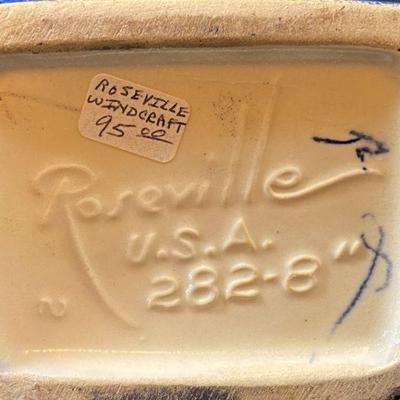 ROSEVILLE
WINDCRAFT
95.00
Roseville
U.S.A.
282-8"